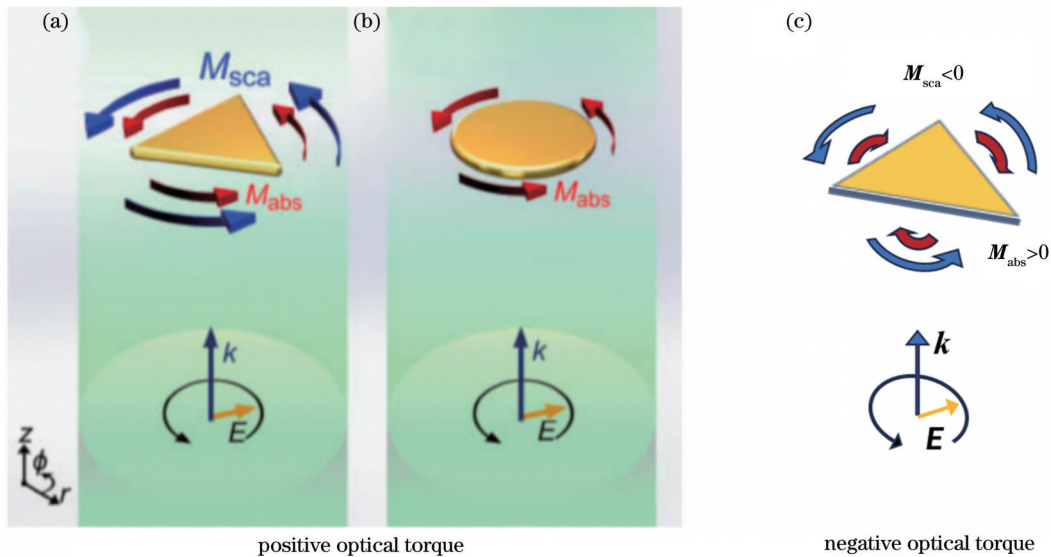 (a)
(b)
(c)
M_sca
M_abs
M_abs
M_sca<0
M_abs>0
k
E
k
E
k
E
z
ϕ
r
positive optical torque
negative optical torque